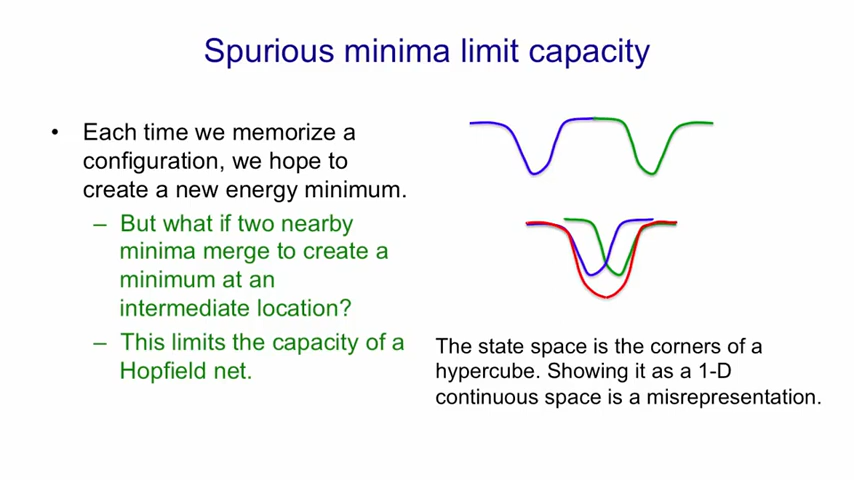 Spurious minima limit capacity
• Each time we memorize a
configuration, we hope to
create a new energy minimum.
– But what if two nearby
minima merge to create a
minimum at an
intermediate location?
– This limits the capacity of a
Hopfield net.
The state space is the corners of a
hypercube. Showing it as a 1-D
continuous space is a misrepresentation.